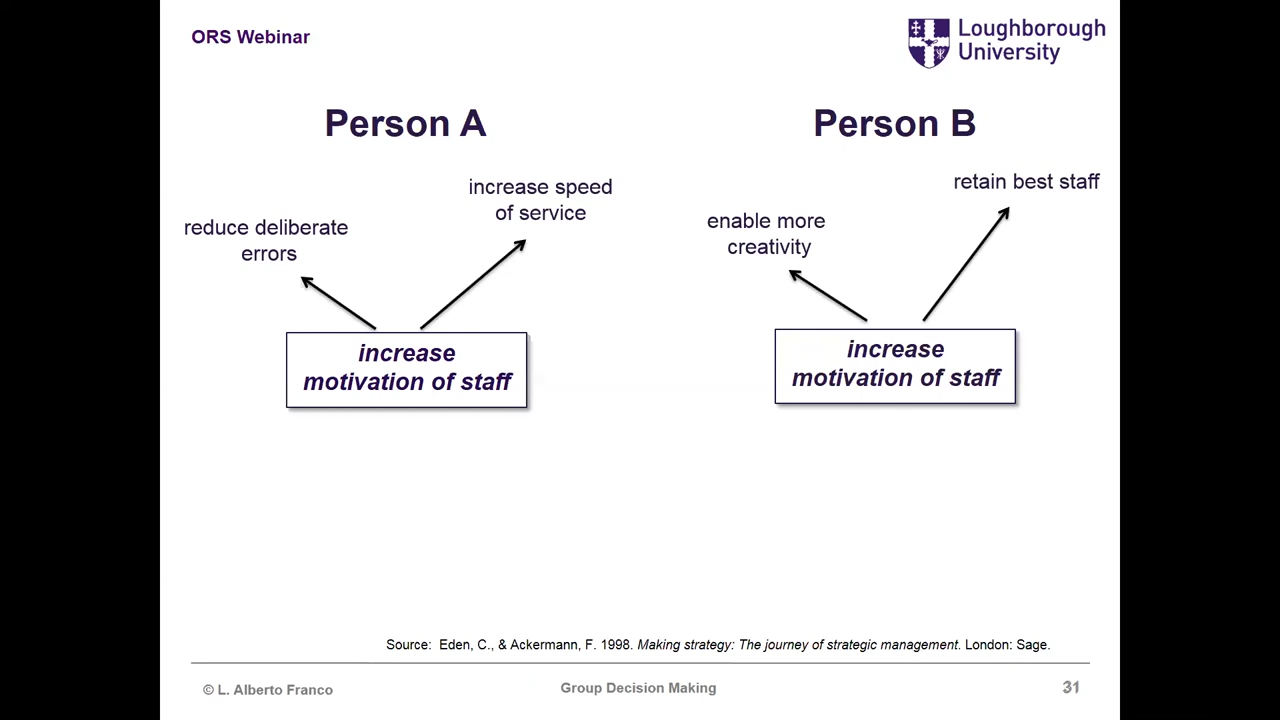 ORS Webinar
Loughborough
University
Person A
Person B
increase speed
of service
reduce deliberate
errors
increase
motivation of staff
retain best staff
enable more
creativity
increase
motivation of staff
Source: Eden, C., & Ackermann, F. 1998. Making strategy: The journey of strategic management. London: Sage.
© L. Alberto Franco
Group Decision Making
31